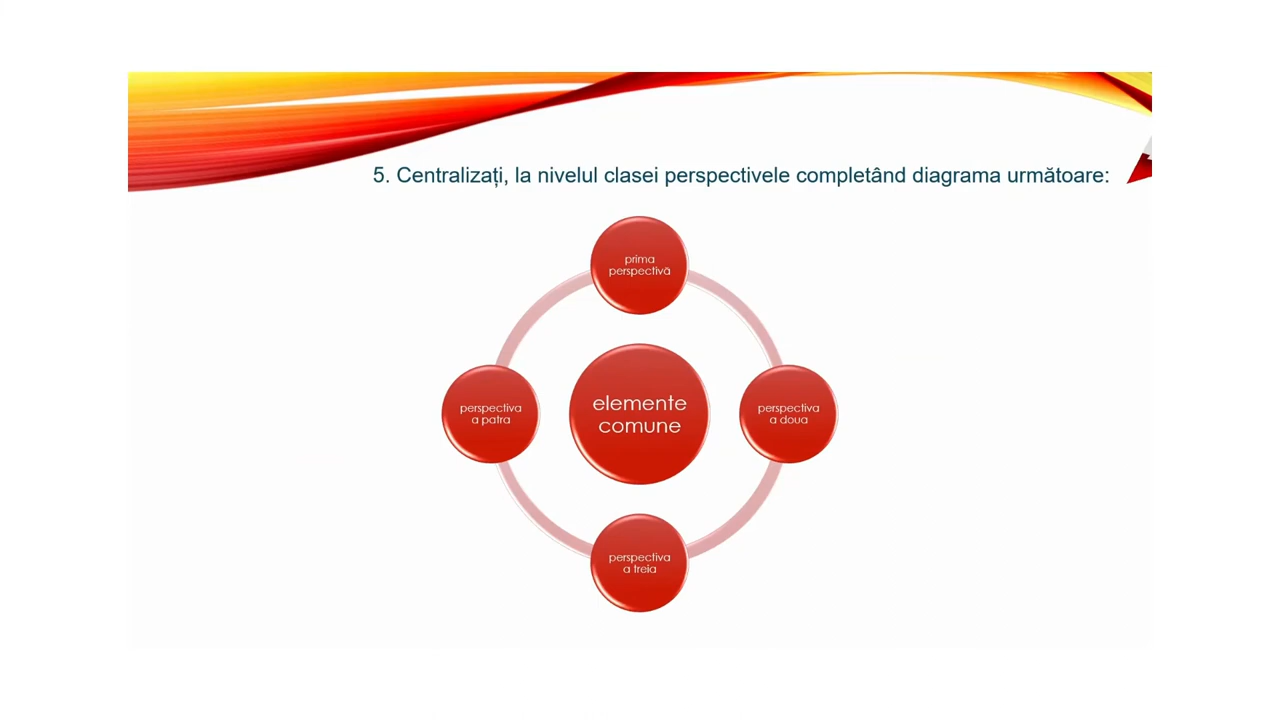 5. Centralizați, la nivelul clasei perspectivele completând diagrama următoare:
prima
perspectivă
perspectiva
a patra
elemente
comune
perspectiva
a doua
perspectiva
a treia